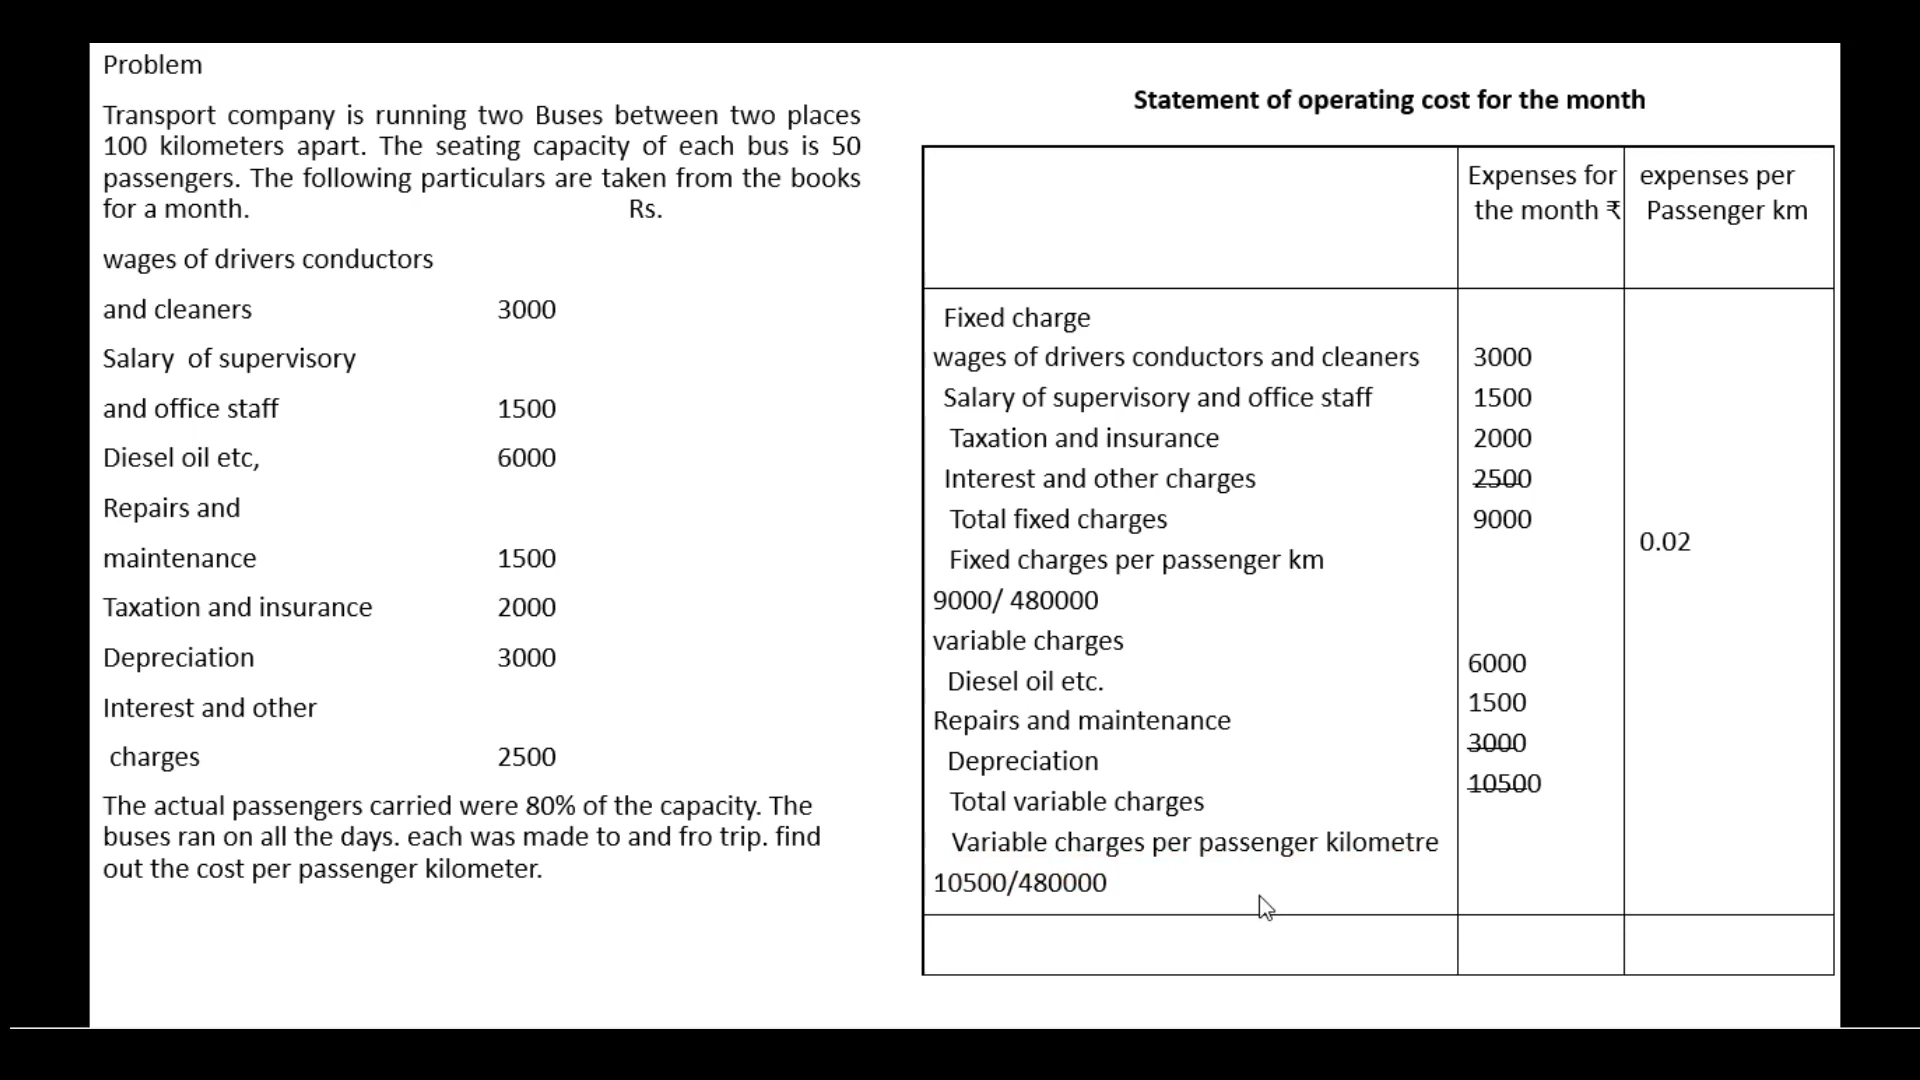 Problem
Transport company is running two Buses between two places
100 kilometers apart. The seating capacity of each bus is 50
passengers. The following particulars are taken from the books
for a month. Rs.
wages of drivers conductors
and cleaners 3000
Salary of supervisory
and office staff 1500
Diesel oil etc, 6000
Repairs and
maintenance 1500
Taxation and insurance 2000
Depreciation 3000
Interest and other
charges 2500
The actual passengers carried were 80% of the capacity. The
buses ran on all the days. each was made to and fro trip. find
out the cost per passenger kilometer.
Statement of operating cost for the month
Expenses for
the month ₹
expenses per
Passenger km
Fixed charge
wages of drivers conductors and cleaners 3000
Salary of supervisory and office staff 1500
Taxation and insurance 2000
Interest and other charges 2500
Total fixed charges 9000
0.02
Fixed charges per passenger km
9000/ 480000
variable charges
6000
Diesel oil etc.
1500
Repairs and maintenance
3000
Depreciation
10500
Total variable charges
Variable charges per passenger kilometre
10500/480000